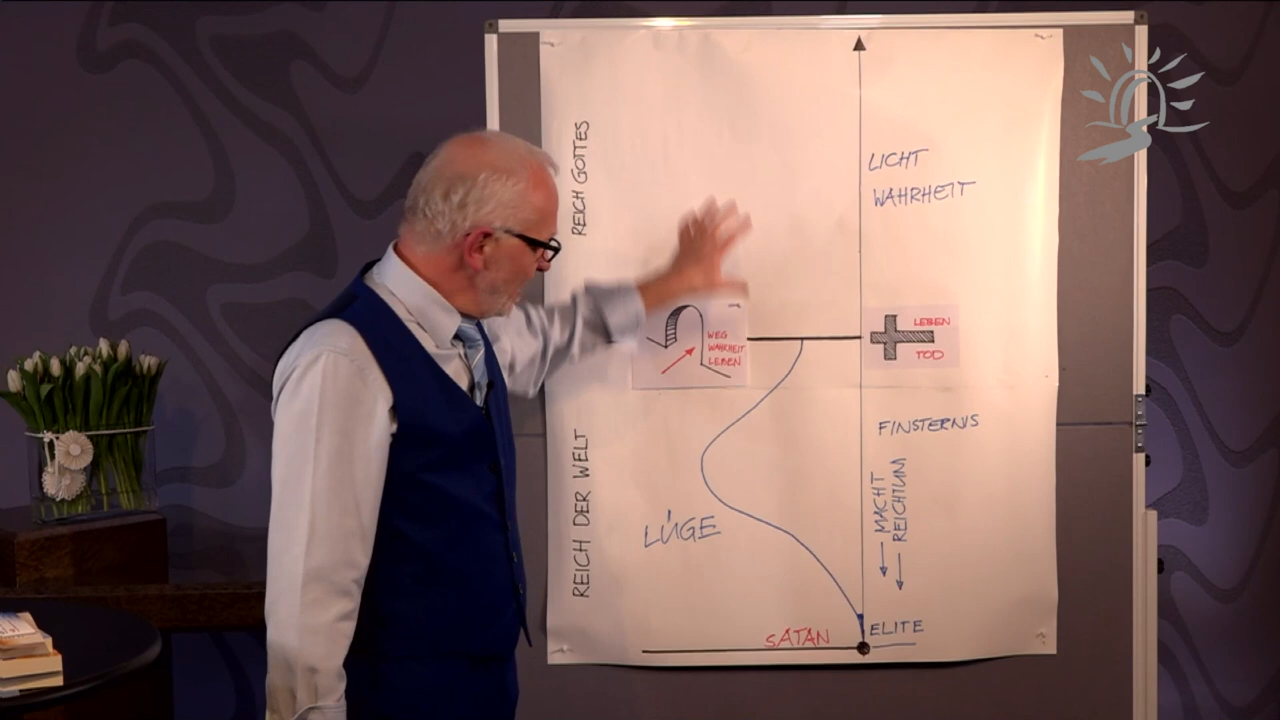 REICH GOTTES
LICHT
WAHRHEIT
WEG
WAHRHEIT
LEBEN
LEBEN
TOD
REICH DER WELT
FINSTERNIS
MACHT
REICHTUM
LÜGE
SATAN
ELITE